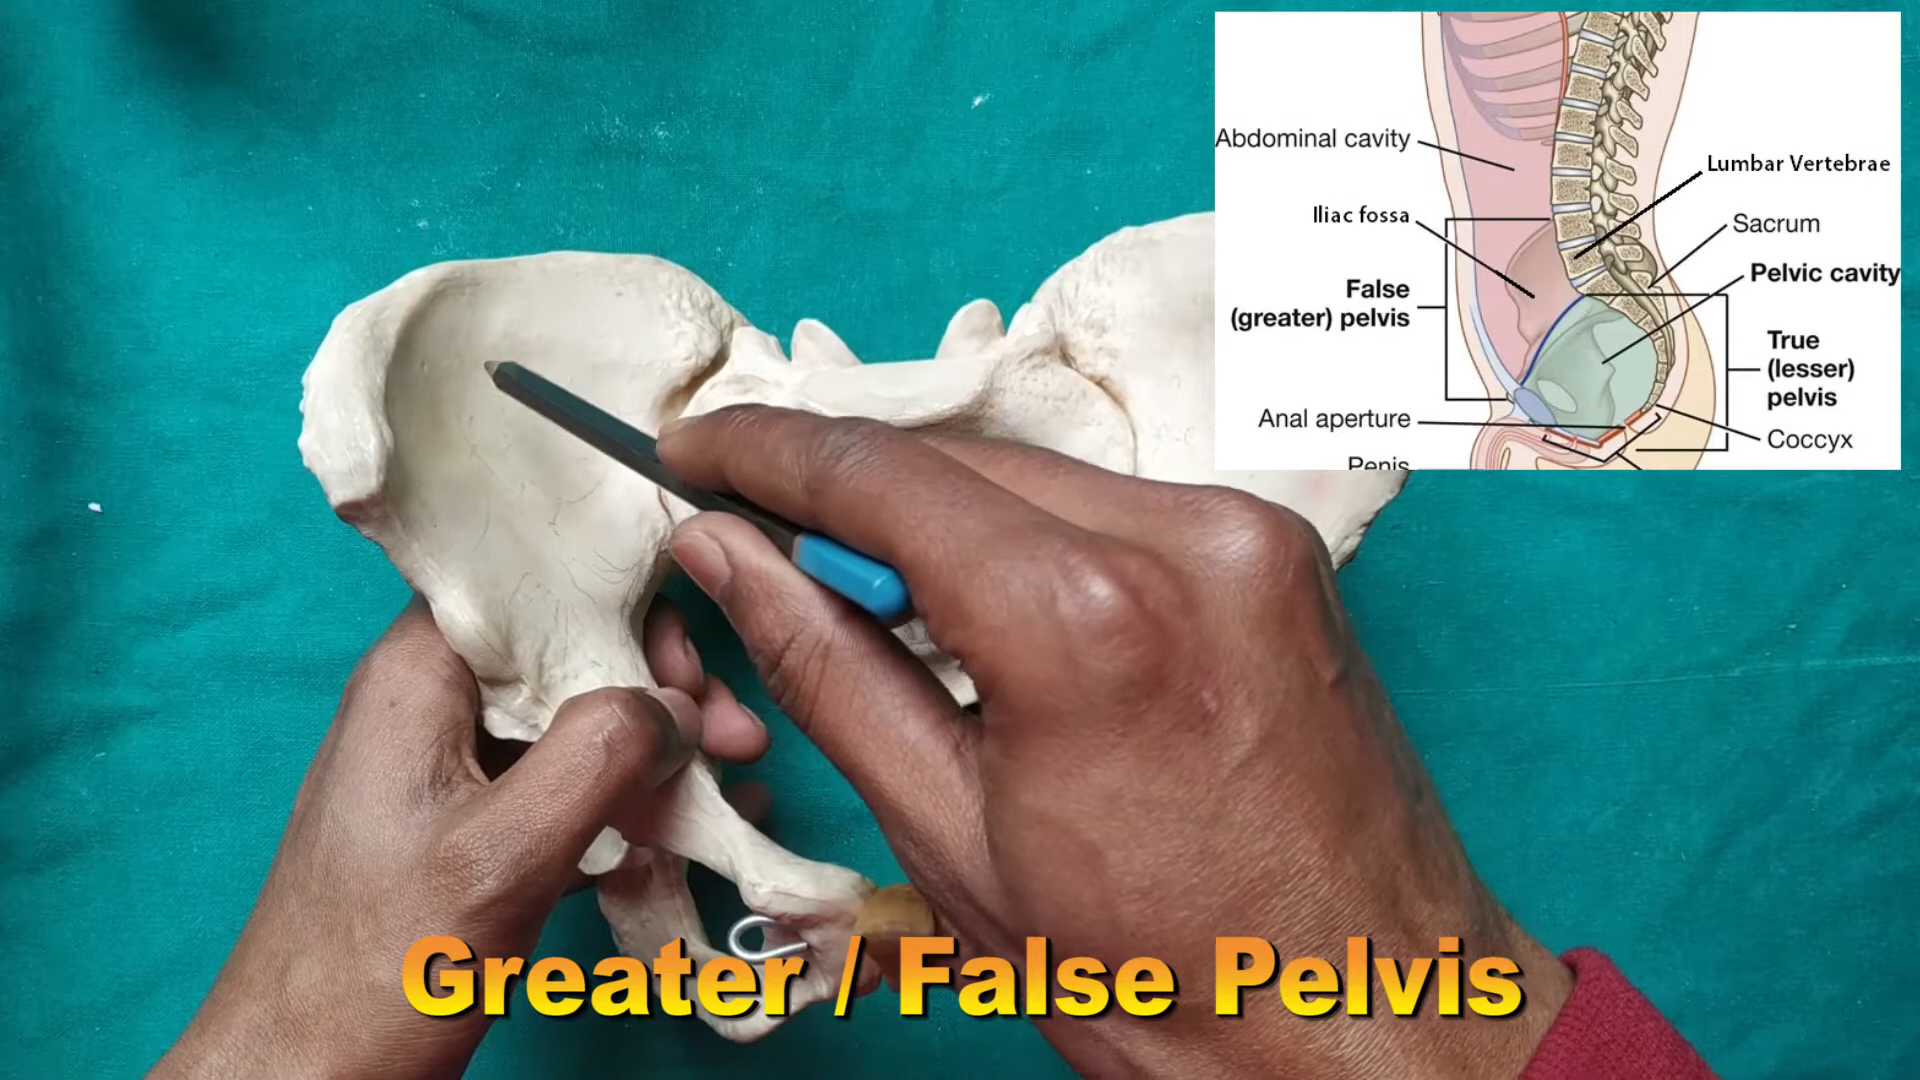 Abdominal cavity
Lumbar Vertebrae
Iliac fossa
Sacrum
Pelvic cavity
False
(greater) pelvis
True
(lesser)
pelvis
Anal aperture
Coccyx
Penis
Greater / False Pelvis